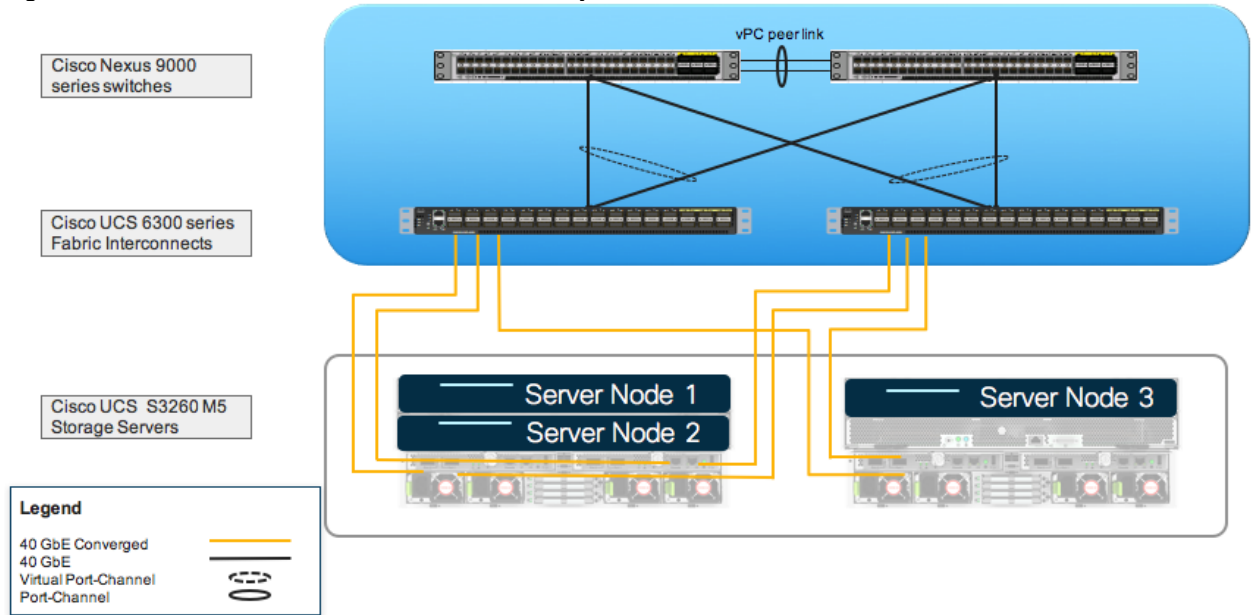 vPC peer link
Cisco Nexus 9000
series switches
Cisco UCS 6300 series
Fabric Interconnects
Cisco UCS S3260 M5
Storage Servers
Server Node 1
Server Node 2
Server Node 3
Legend
40 GbE Converged
40 GbE
Virtual Port-Channel
Port-Channel